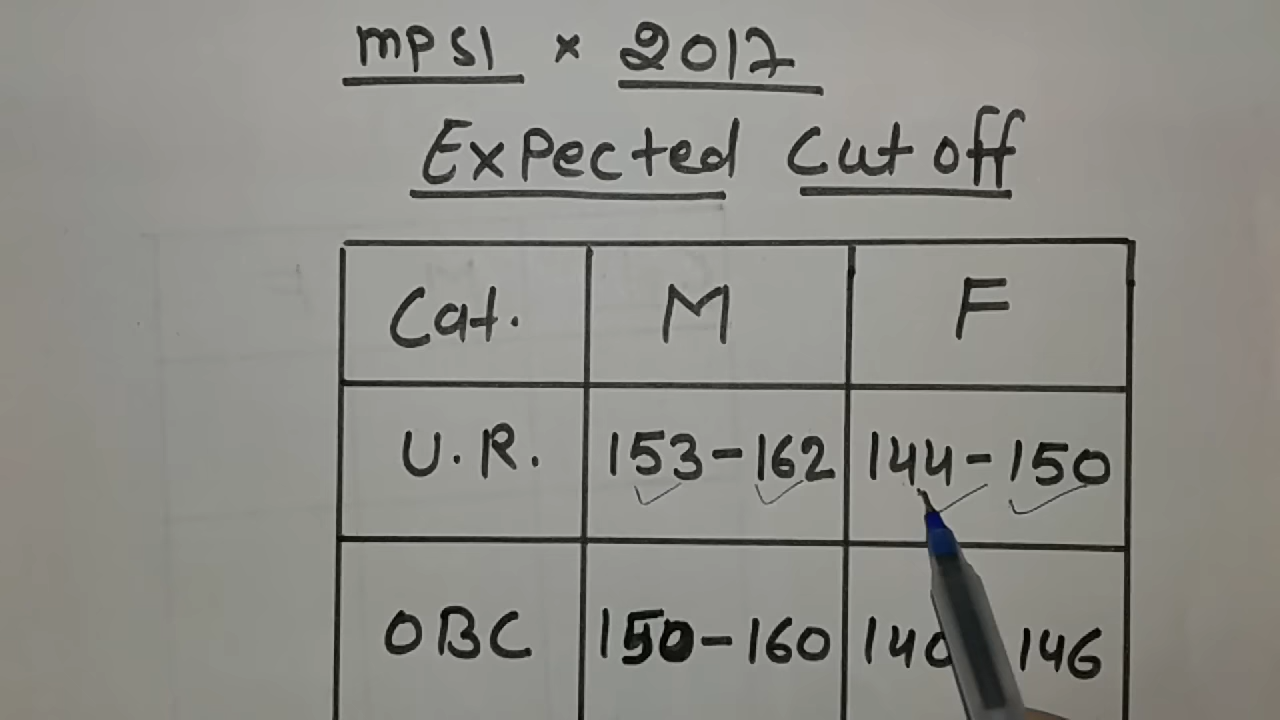 MPSI × 2017
Expected Cut off
Cat. M F
U.R. 153-162 144-150
OBC 150-160 140 146